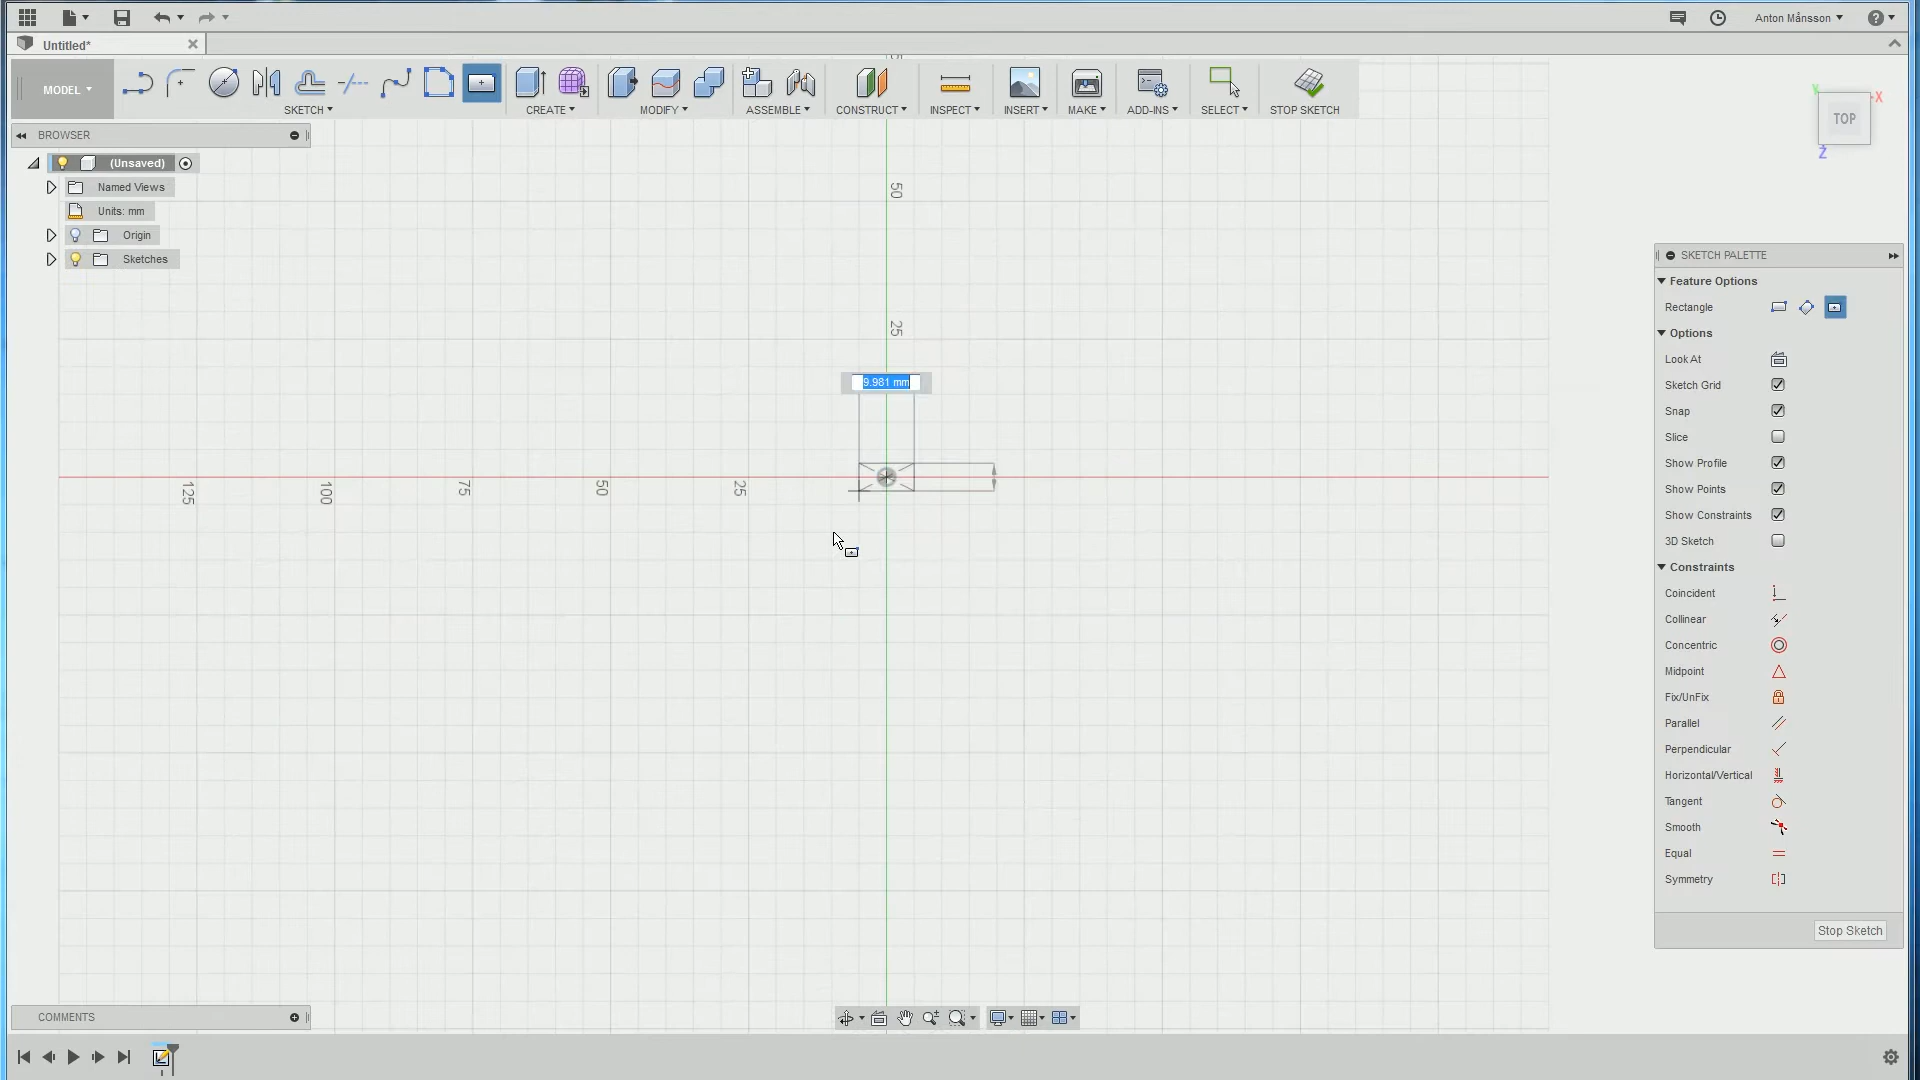 Anton Månsson
Untitled*
MODEL
SKETCH
CREATE
MODIFY
ASSEMBLE
CONSTRUCT
INSPECT
INSERT
MAKE
ADD-INS
SELECT
STOP SKETCH
TOP
X
Y
Z
BROWSER
(Unsaved)
Named Views
Units: mm
Origin
Sketches
50
25
9.981 mm
125
100
75
50
25
SKETCH PALETTE
Feature Options
Rectangle
Options
Look At
Sketch Grid
Snap
Slice
Show Profile
Show Points
Show Constraints
3D Sketch
Constraints
Coincident
Collinear
Concentric
Midpoint
Fix/UnFix
Parallel
Perpendicular
Horizontal/Vertical
Tangent
Smooth
Equal
Symmetry
Stop Sketch
COMMENTS